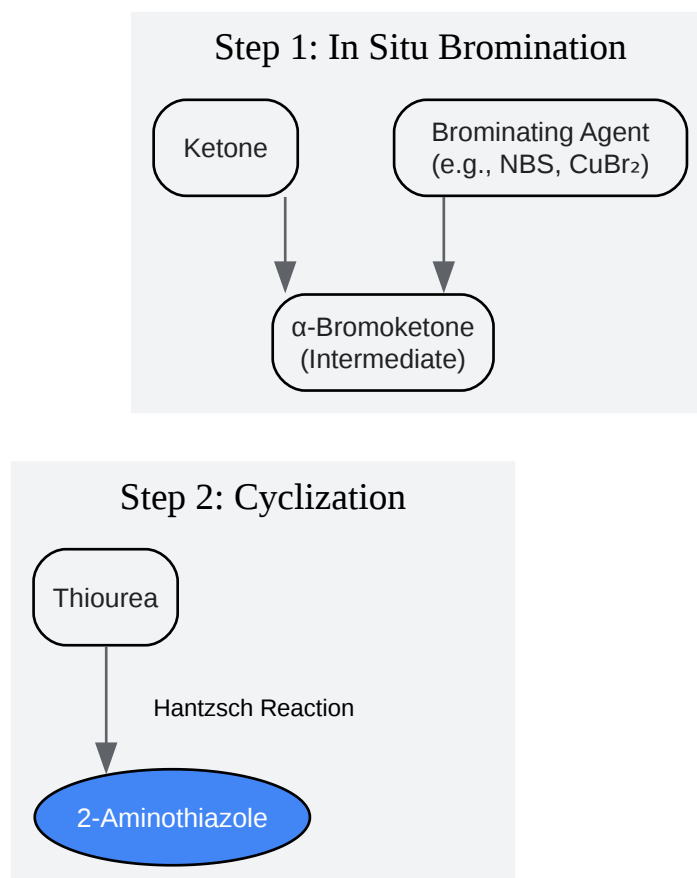 Step 1: In Situ Bromination
Ketone
Brominating Agent
(e.g., NBS, CuBr₂)
α-Bromoketone
(Intermediate)
Step 2: Cyclization
Thiourea
Hantzsch Reaction
2-Aminothiazole